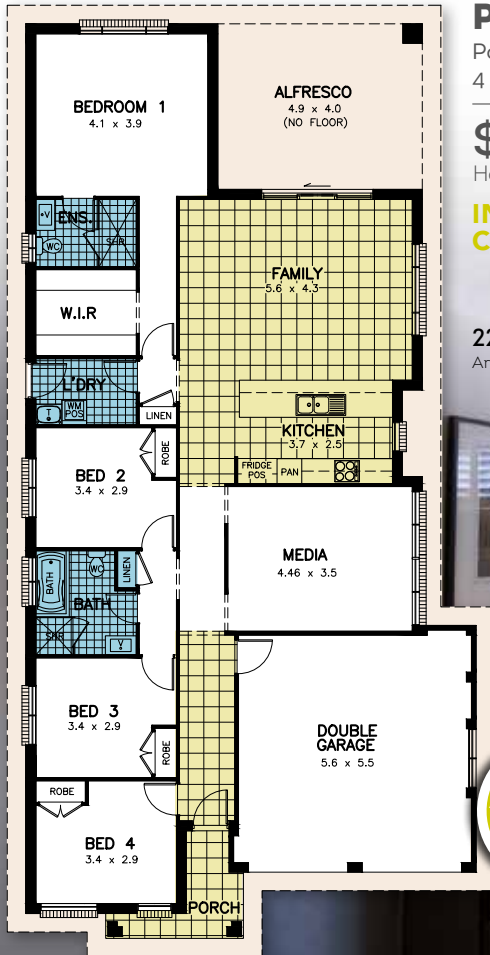 BEDROOM 1
4.1 x 3.9
ALFRESCO
4.9 x 4.0
(NO FLOOR)
V
ENS.
SHR
WC
FAMILY
5.6 x 4.3
W.I.R
L'DRY
T
WM
POS
LINEN
KITCHEN
3.7 x 2.5
FRIDGE
POS
PAN
BED 2
3.4 x 2.9
ROBE
MEDIA
4.46 x 3.5
BATH
WC
LINEN
BATH
SHR
V
BED 3
3.4 x 2.9
ROBE
DOUBLE
GARAGE
5.6 x 5.5
ROBE
BED 4
3.4 x 2.9
PORCH
P
4
$
22